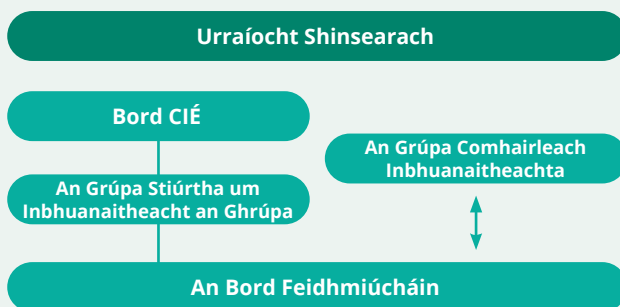 Urraíocht Shinsearach
Bord CIÉ
An Grúpa Comhairleach
Inbhuanaitheachta
An Grúpa Stiúrtha um
Inbhuanaitheacht an Ghrúpa
An Bord Feidhmiúcháin